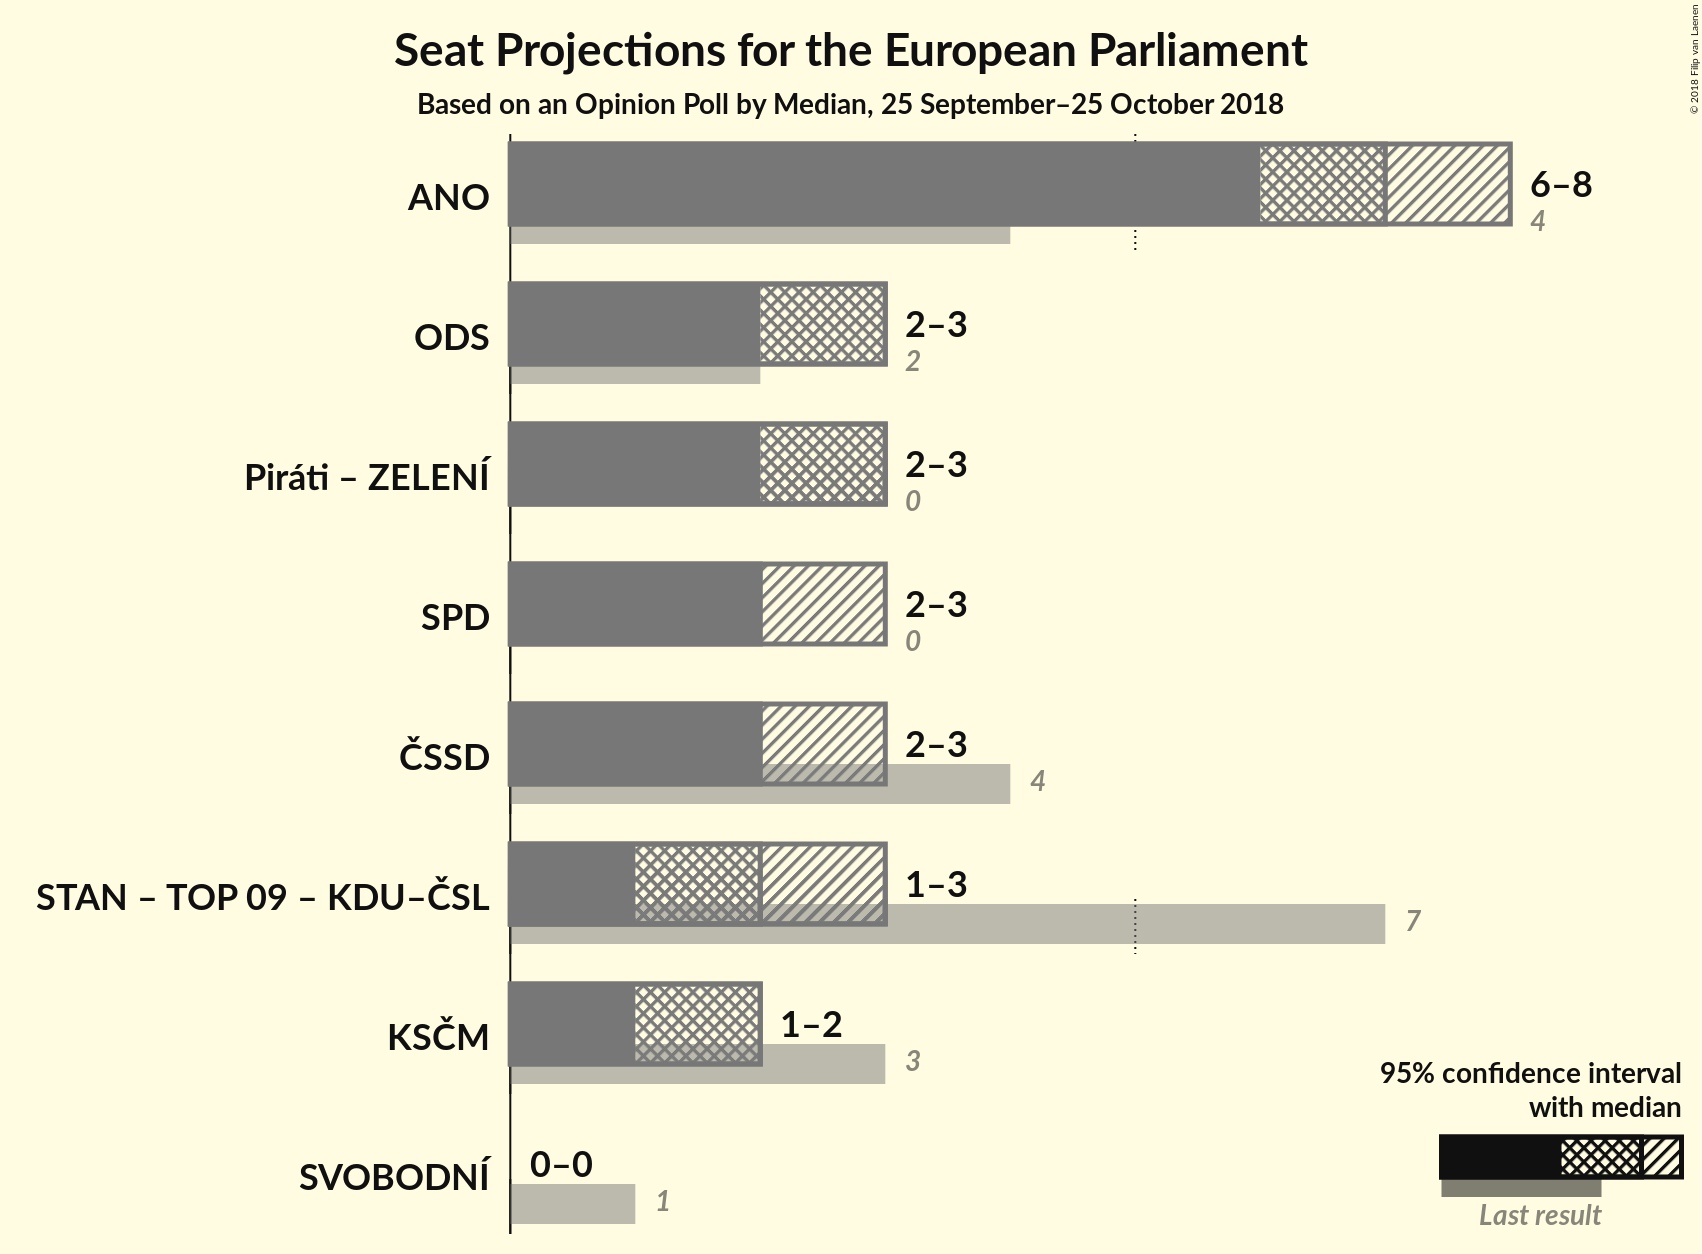 Seat Projections for the European Parliament
Based on an Opinion Poll by Median, 25 September–25 October 2018
© 2018 Filip van Laenen
ANO
6–8
4
ODS
2–3
2
Piráti – ZELENÍ
2–3
0
SPD
2–3
0
ČSSD
2–3
4
STAN – TOP 09 – KDU–ČSL
1–3
7
KSČM
1–2
3
SVOBODNÍ
0–0
1
95% confidence interval
with median
Last result